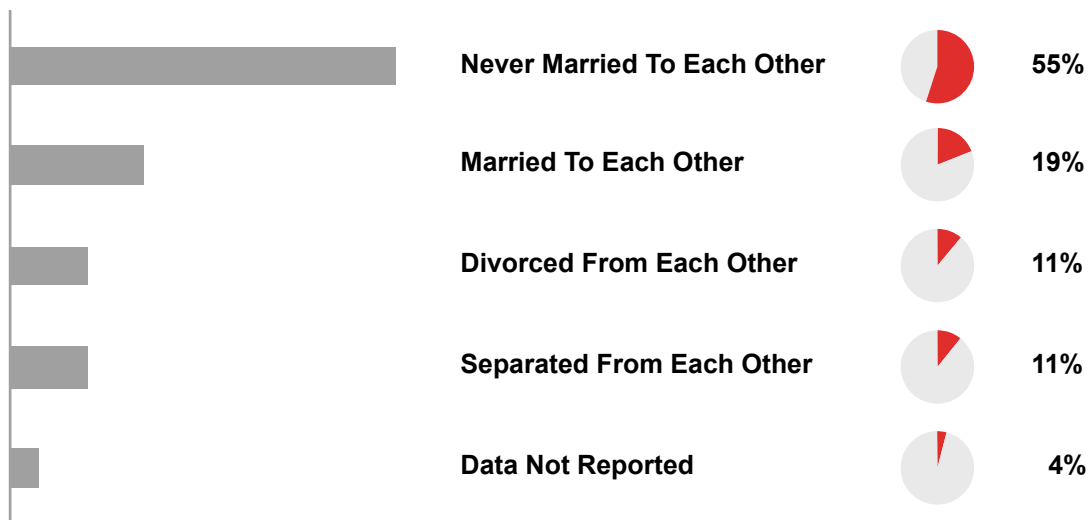 Never Married To Each Other 55%
Married To Each Other 19%
Divorced From Each Other 11%
Separated From Each Other 11%
Data Not Reported 4%